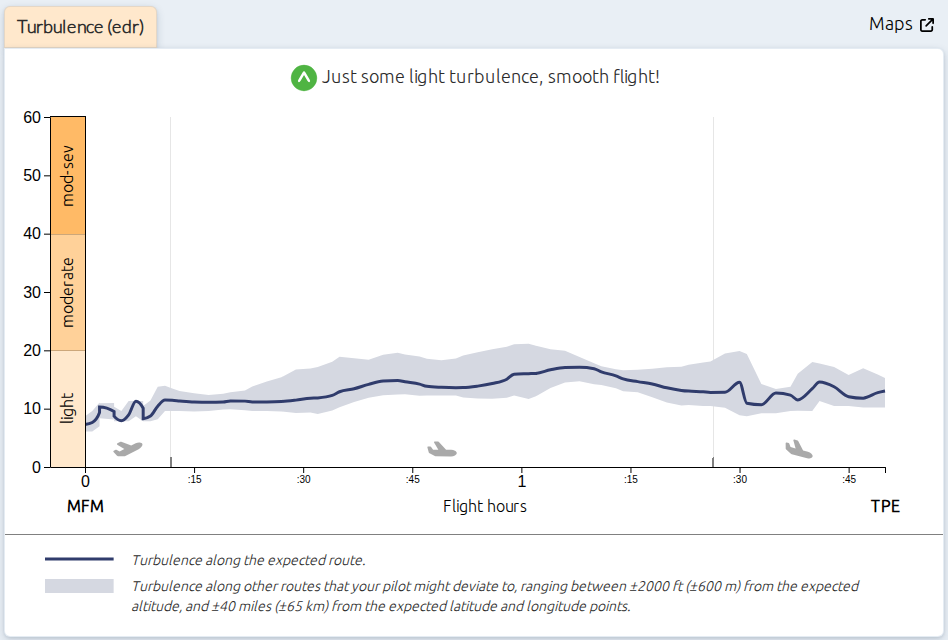 Turbulence (edr)
Maps
Just some light turbulence, smooth flight!
60
50
40
30
20
10
0
mod-sev
moderate
light
0
:15
:30
:45
1
:15
:30
:45
MFM
Flight hours
TPE
Turbulence along the expected route.
Turbulence along other routes that your pilot might deviate to, ranging between ±2000 ft (±600 m) from the expected
altitude, and ±40 miles (±65 km) from the expected latitude and longitude points.